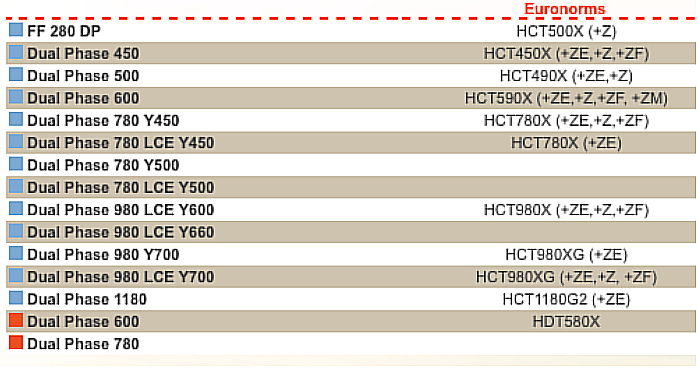 Euronorms
FF 280 DP HCT500X (+Z)
Dual Phase 450 HCT450X (+ZE,+Z,+ZF)
Dual Phase 500 HCT490X (+ZE,+Z)
Dual Phase 600 HCT590X (+ZE,+Z,+ZF, +ZM)
Dual Phase 780 Y450 HCT780X (+ZE,+Z,+ZF)
Dual Phase 780 LCE Y450 HCT780X (+ZE)
Dual Phase 780 Y500
Dual Phase 780 LCE Y500
Dual Phase 980 LCE Y600 HCT980X (+ZE,+Z,+ZF)
Dual Phase 980 LCE Y660
Dual Phase 980 Y700 HCT980XG (+ZE)
Dual Phase 980 LCE Y700 HCT980XG (+ZE,+Z, +ZF)
Dual Phase 1180 HCT1180G2 (+ZE)
Dual Phase 600 HDT580X
Dual Phase 780